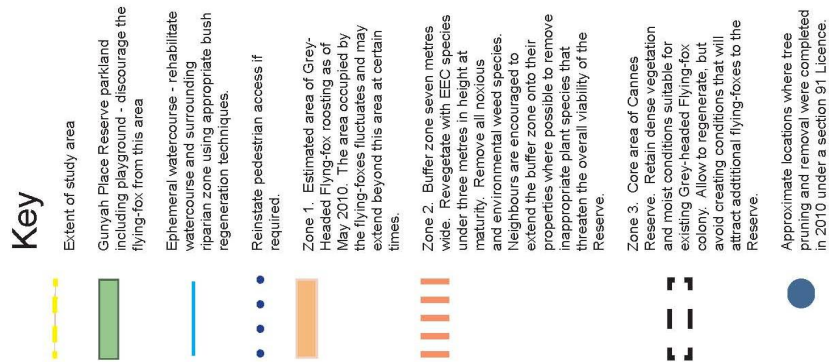 Key
Extent of study area
Gunyah Place Reserve parkland
including playground - discourage the
flying-fox from this area
Ephemeral watercourse - rehabilitate
watercourse and surrounding
riparian zone using appropriate bush
regeneration techniques.
Reinstate pedestrian access if
required.
Zone 1. Estimated area of Grey-
Headed Flyng-fox roosting as of
May 2010. The area occupied by
the flying-foxes fluctuates and may
extend beyond this area at certain
times.
Zone 2. Buffer zone seven metres
wide. Revegetate with EEC species
under three metres in height at
maturity. Remove all noxious
and environmental weed species.
Neighbours are encouraged to
extend the buffer zone onto their
properties where possible to remove
inappropriate plant species that
threaten the overall viability of the
Reserve.
Zone 3. Core area of Cannes
Reserve. Retain dense vegetation
and moist conditions suitable for
existing Grey-headed Flying-fox
colony. Allow to regenerate, but
avoid creating conditions that will
attract addtitional flying-foxes to the
Reserve.
Approximate locations where tree
pruning and removal were completed
in 2010 under a section 91 Licence.